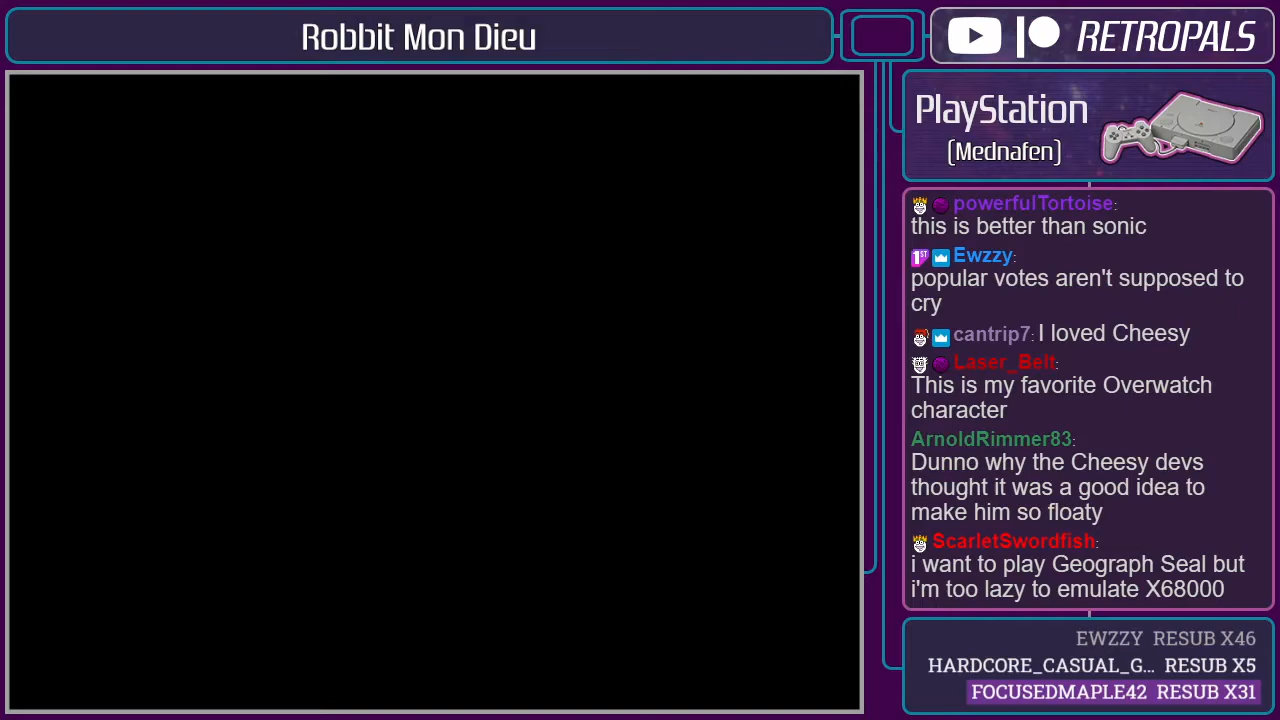 Robbit Mon Dieu
RETROPALS
PlayStation
(Mednafen)
powerfulTortoise:
this is better than sonic
1ST Ewzzy:
popular votes aren't supposed to
cry
cantrip7: I loved Cheesy
Laser_Belt:
This is my favorite Overwatch
character
ArnoldRimmer83:
Dunno why the Cheesy devs
thought it was a good idea to
make him so floaty
ScarletSwordfish:
i want to play Geograph Seal but
i'm too lazy to emulate X68000
EWZZY RESUB X46
HARDCORE_CASUAL_G... RESUB X5
FOCUSEDMAPLE42 RESUB X31